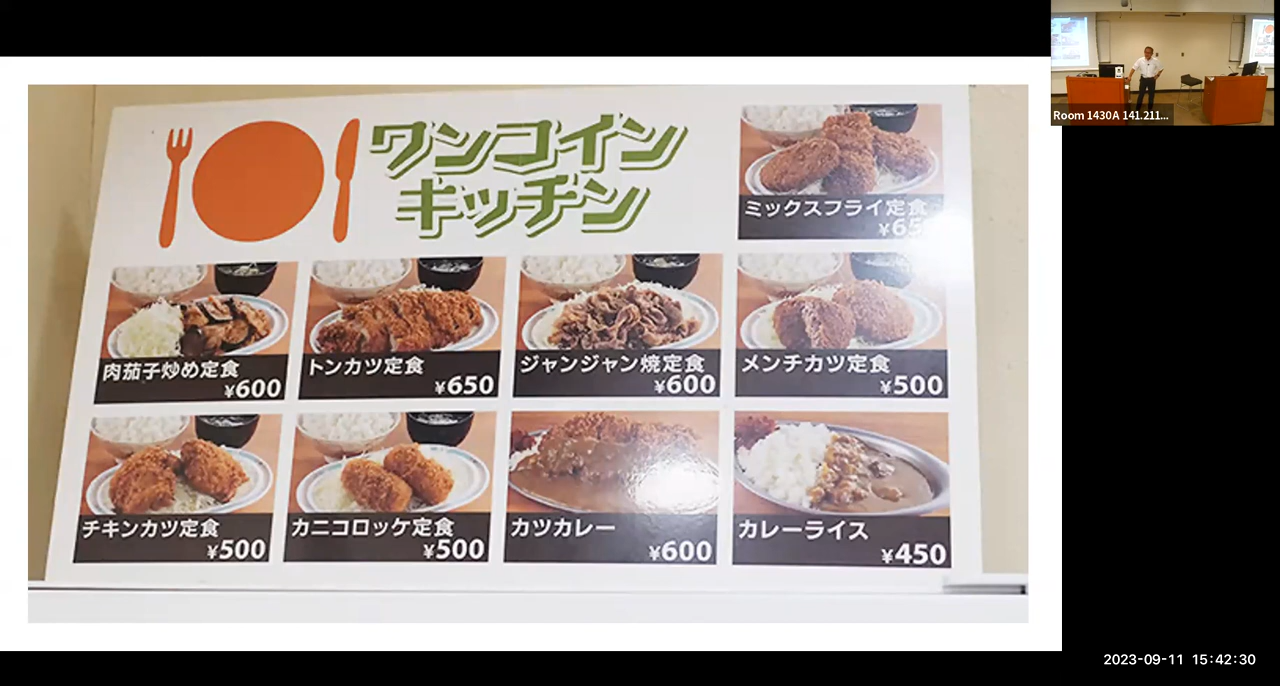 ワンコイン
キッチン
ミックスフライ定食
肉茄子炒め定食
¥600
トンカツ定食
¥650
ジャンジャン焼定食
¥600
メンチカツ定食
¥500
チキンカツ定食
¥500
カニコロッケ定食
¥500
カツカレー
¥600
カレーライス
¥450
Room 1430A 141.211...
2023-09-11 15:42:30